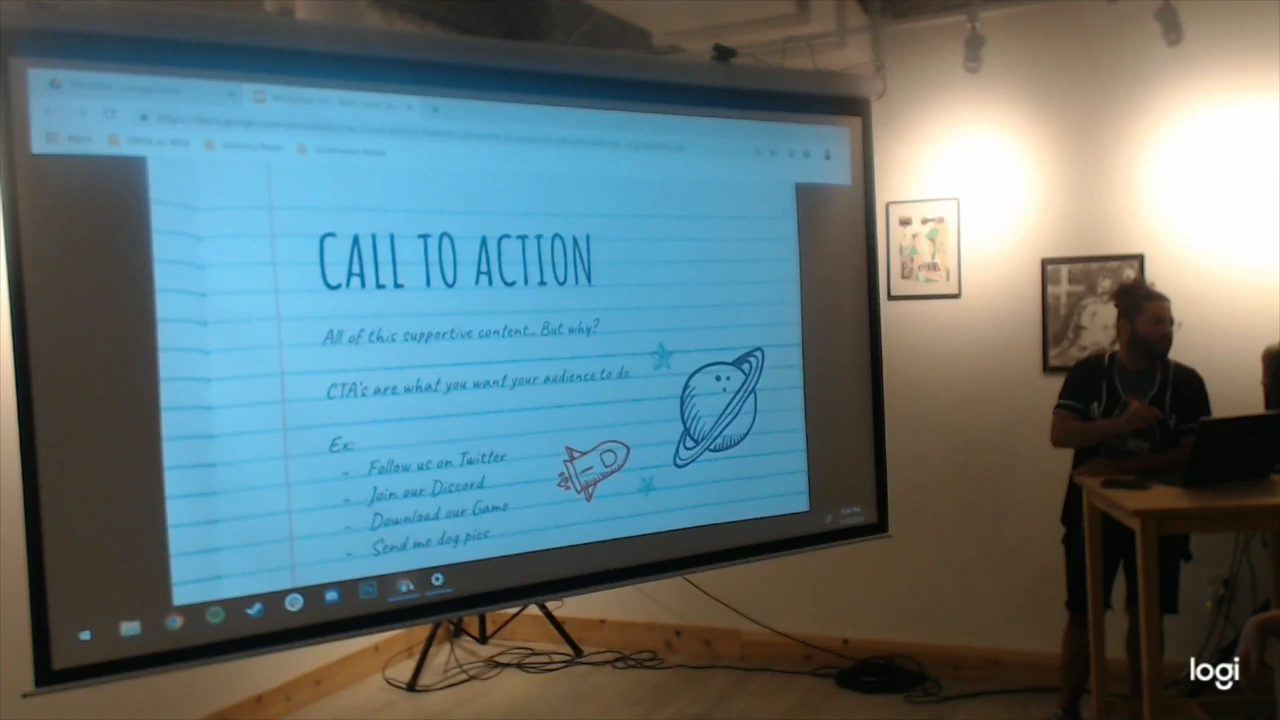 CALL TO ACTION
All of this supportive content.. But why?
CTA's are what you want your audience to do.
Ex:
- Follow us on Twitter
- Join our Discord
- Download our Game
- Send me dog pics
logi